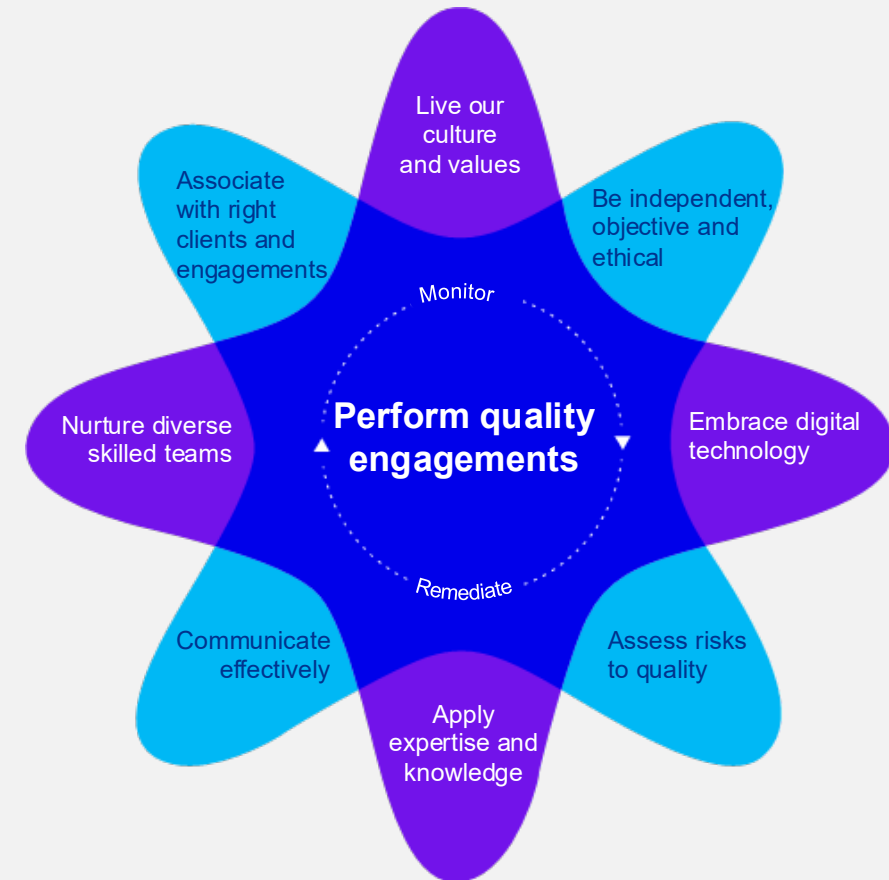 Live our
culture
and values
Be independent,
objective and
ethical
Embrace digital
technology
Assess risks
to quality
Apply
expertise and
knowledge
Communicate
effectively
Nurture diverse
skilled teams
Associate
with right
clients and
engagements
Monitor
Perform quality
engagements
Remediate